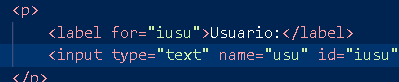 <p>
<label for="iusu">Usuario:</label>
<input type="text" name="usu" id="iusu"
</p>